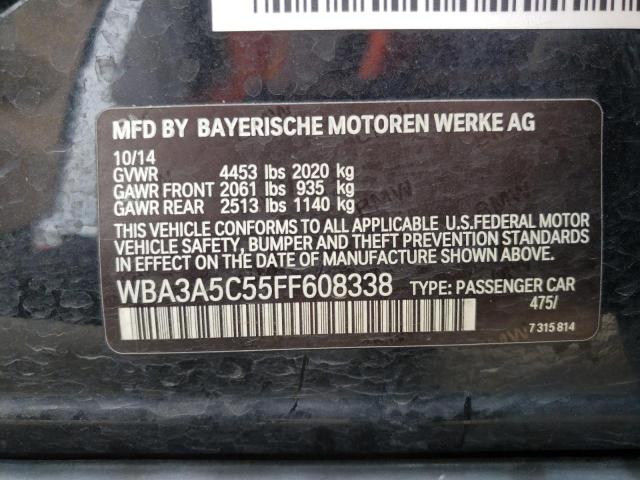 MFD BY BAYERISCHE MOTOREN WERKE AG
10/14
GVWR 4453 lbs 2020 kg
GAWR FRONT 2061 lbs 935 kg
GAWR REAR 2513 lbs 1140 kg
THIS VEHICLE CONFORMS TO ALL APPLICABLE U.S.FEDERAL MOTOR
VEHICLE SAFETY, BUMPER AND THEFT PREVENTION STANDARDS
IN EFFECT ON THE DATE OF MANUFACTURE SHOWN ABOVE.
WBA3A5C55FF608338 TYPE: PASSENGER CAR
475/
7 315 814